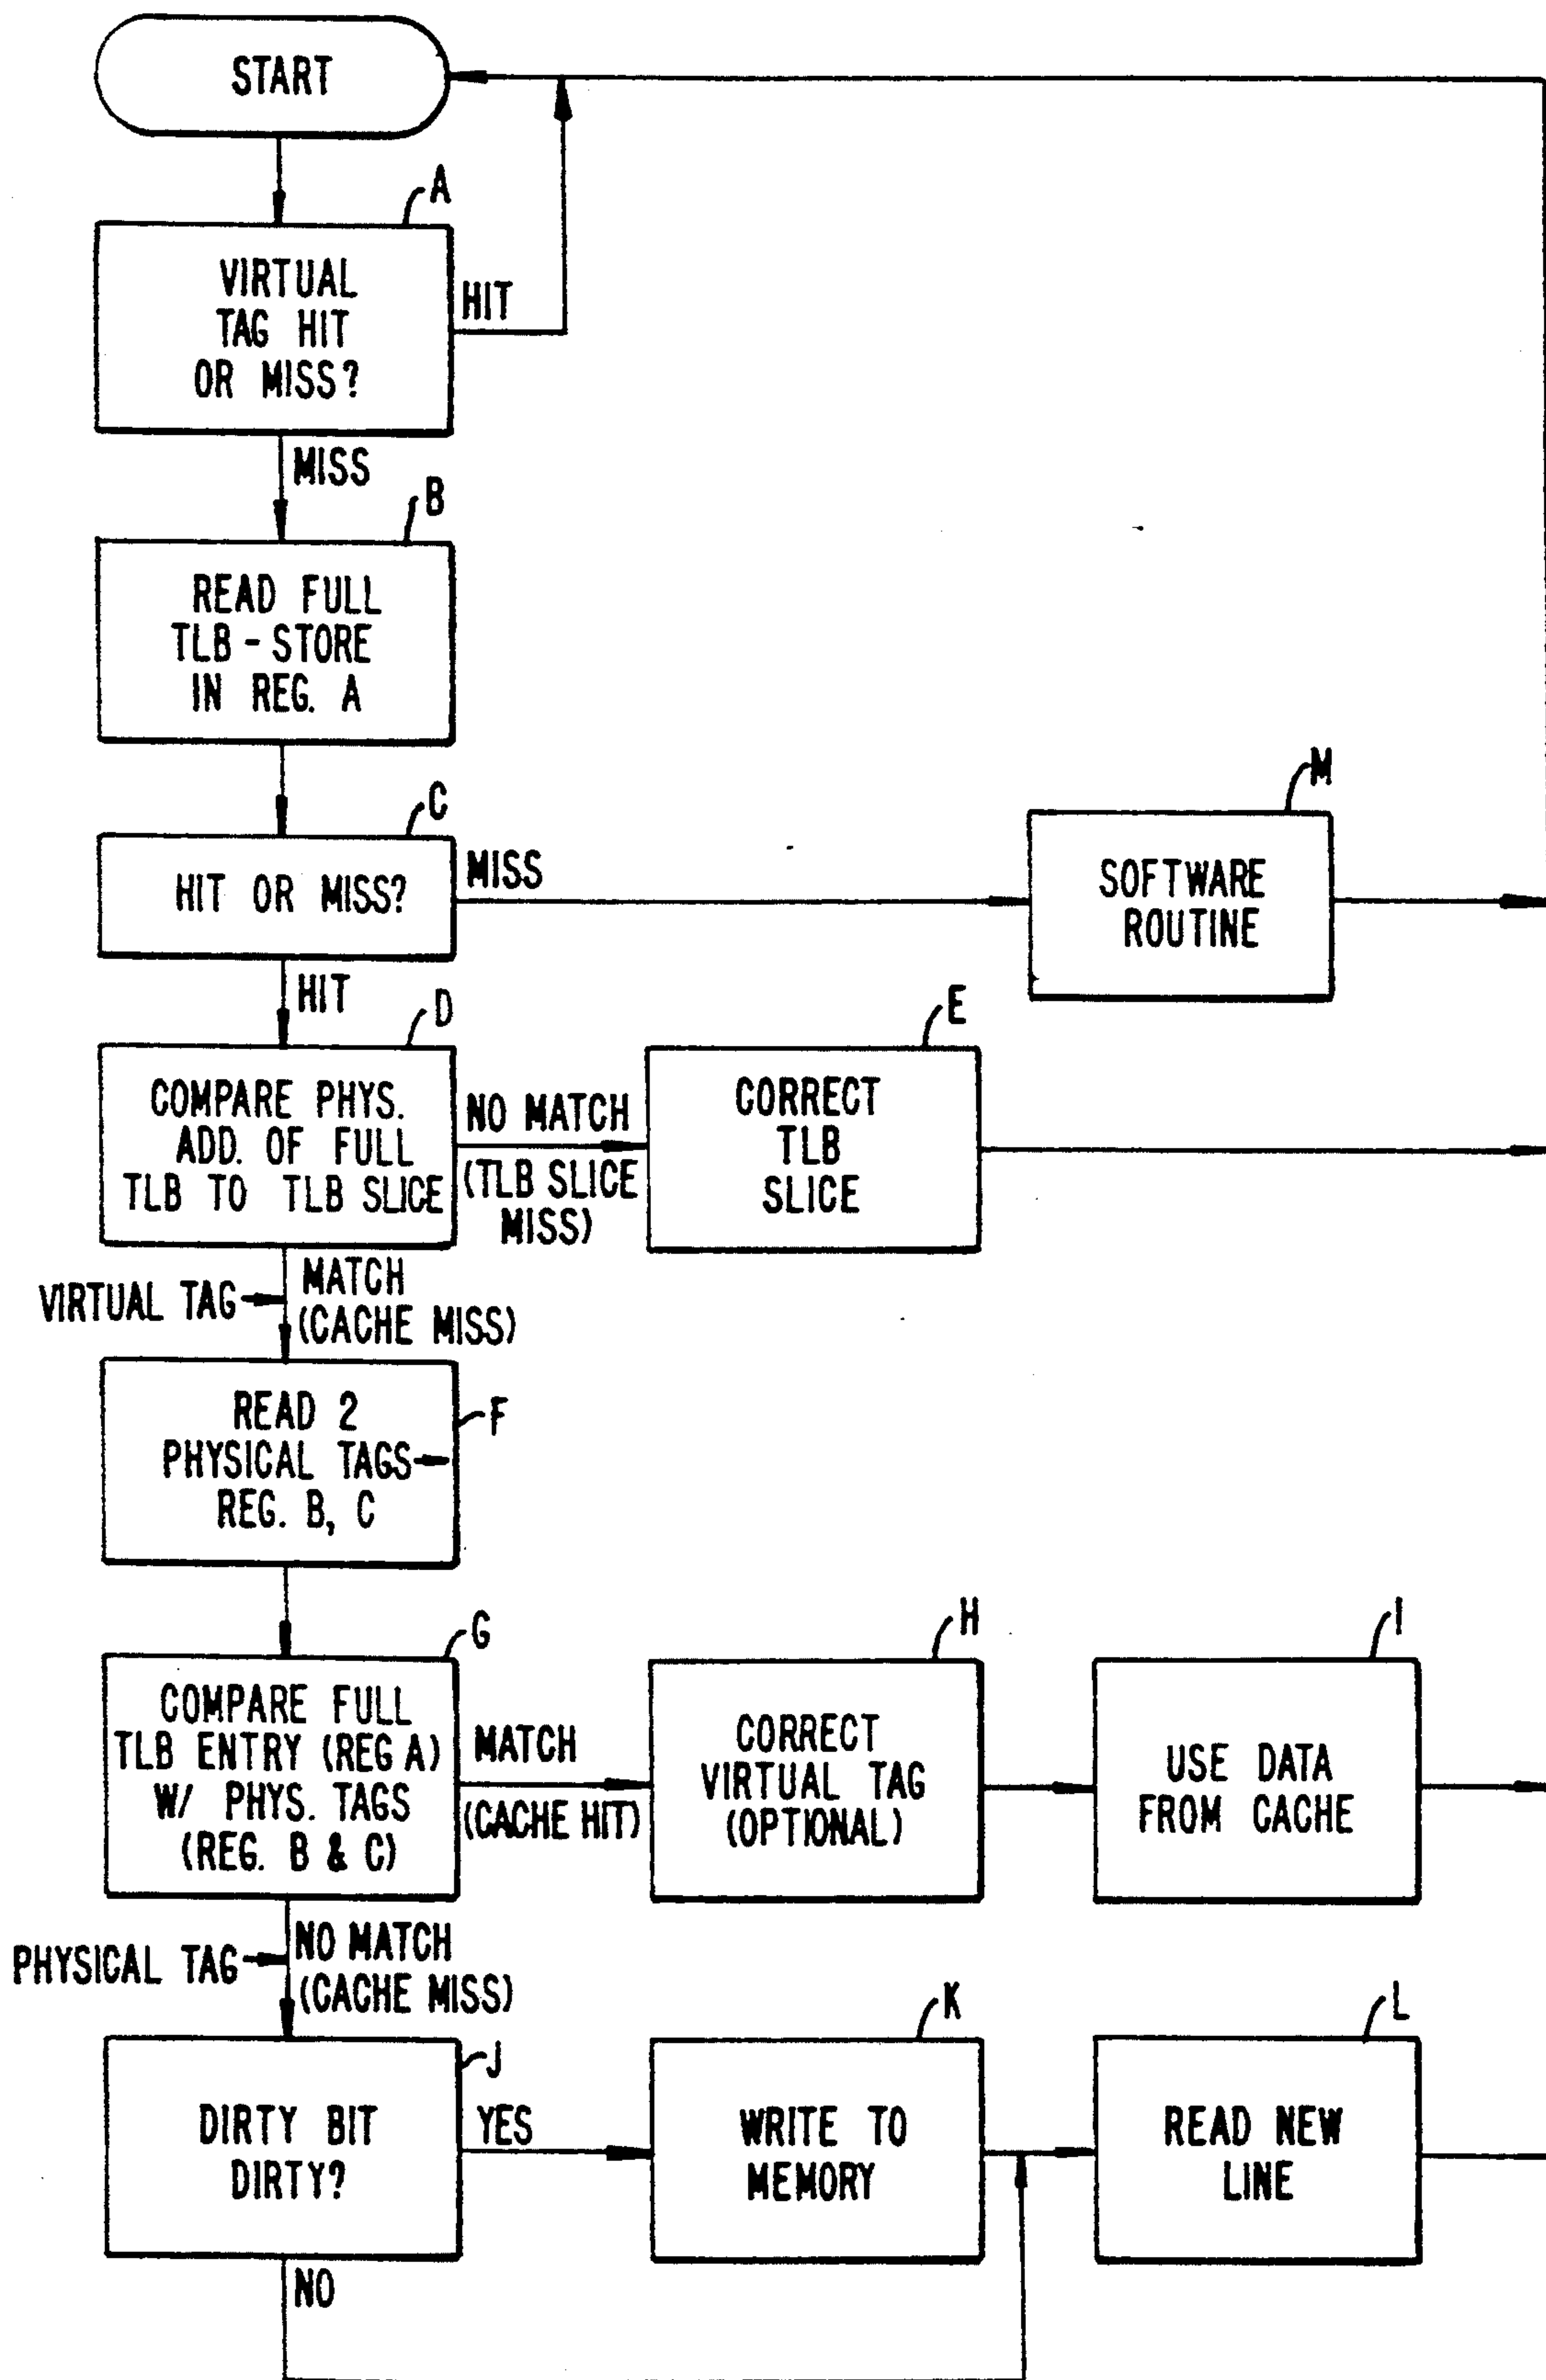 START
A
VIRTUAL
TAG HIT
OR MISS?
HIT
MISS
B
READ FULL
TLB - STORE
IN REG. A
C
HIT OR MISS?
MISS
M
SOFTWARE
ROUTINE
HIT
D
COMPARE PHYS.
ADD. OF FULL
TLB TO TLB SLICE
NO MATCH
(TLB SLICE
MISS)
E
CORRECT
TLB
SLICE
VIRTUAL TAG
MATCH
(CACHE MISS)
F
READ 2
PHYSICAL TAGS
REG. B, C
G
COMPARE FULL
TLB ENTRY (REG A)
W/ PHYS. TAGS
(REG. B & C)
MATCH
(CACHE HIT)
H
CORRECT
VIRTUAL TAG
(OPTIONAL)
I
USE DATA
FROM CACHE
PHYSICAL TAG
NO MATCH
(CACHE MISS)
J
DIRTY BIT
DIRTY?
YES
K
WRITE TO
MEMORY
L
READ NEW
LINE
NO